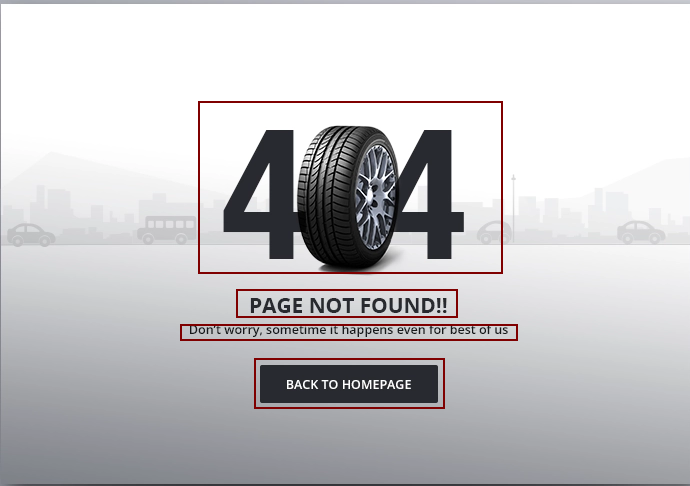 404
PAGE NOT FOUND!!
Don't worry, sometime it happens even for best of us
BACK TO HOMEPAGE